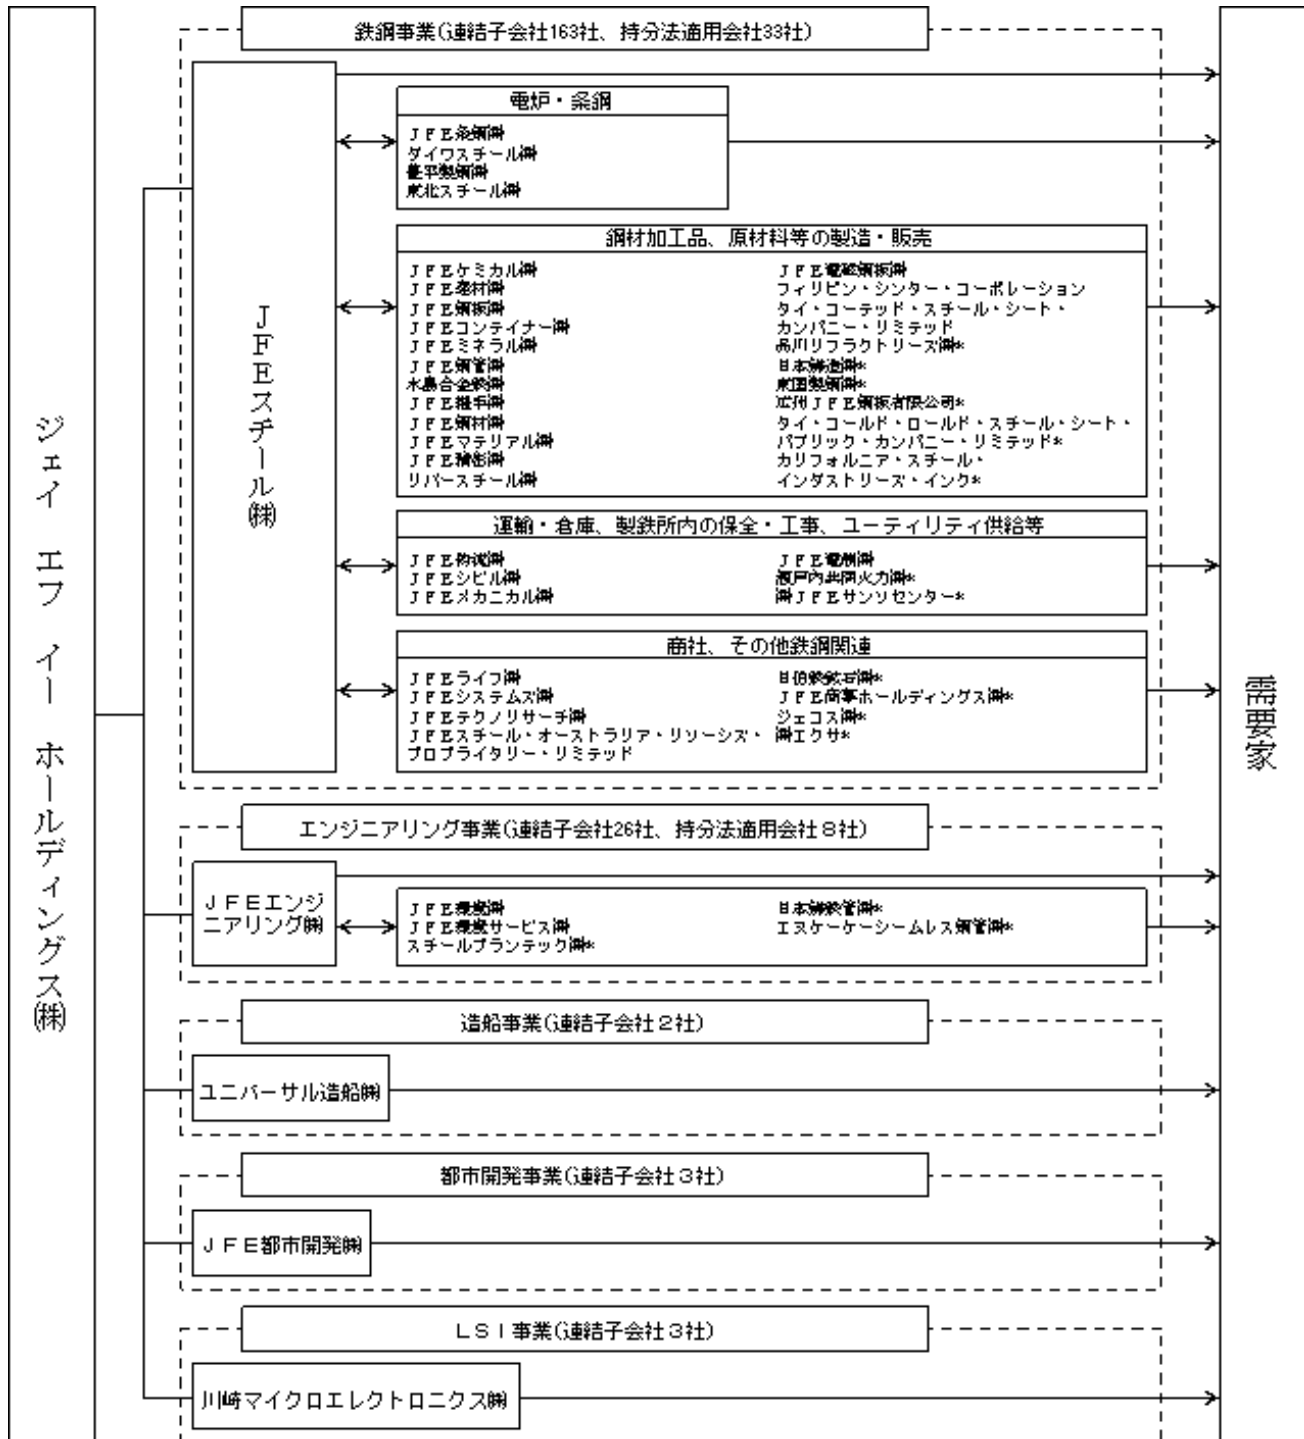 ジェイ エフ イー ホールディングス㈱
鉄鋼事業(連結子会社163社、持分法適用会社33社)
JFEスチール㈱
電炉・条鋼
ＪＦＥ条鋼㈱
ダイワスチール㈱
豊平製鋼㈱
東北スチール㈱
鋼材加工品、原材料等の製造・販売
ＪＦＥケミカル㈱
ＪＦＥ建材㈱
ＪＦＥ鋼板㈱
ＪＦＥコンテイナー㈱
ＪＦＥミネラル㈱
ＪＦＥ鋼管㈱
水島合金鉄㈱
ＪＦＥ継手㈱
ＪＦＥ鋼材㈱
ＪＦＥマテリアル㈱
ＪＦＥ精密㈱
リバースチール㈱
ＪＦＥ電磁鋼板㈱
フィリピン・シンター・コーポレーション
タイ・コーテッド・スチール・シート・
カンパニー・リミテッド
品川リフラクトリーズ㈱*
日本鋳造㈱*
東国製鋼㈱*
広州ＪＦＥ鋼板有限公司*
タイ・コールド・ロールド・スチール・シート・
パブリック・カンパニー・リミテッド*
カリフォルニア・スチール・
インダストリーズ・インク*
運輸・倉庫、製鉄所内の保全・工事、ユーティリティ供給等
ＪＦＥ物流㈱
ＪＦＥシビル㈱
ＪＦＥメカニカル㈱
ＪＦＥ電制㈱
瀬戸内共同火力㈱*
㈱ＪＦＥサンソセンター*
商社、その他鉄鋼関連
ＪＦＥライフ㈱
ＪＦＥシステムズ㈱
ＪＦＥテクノリサーチ㈱
ＪＦＥスチール・オーストラリア・リソーシズ・
プロプライタリー・リミテッド
日伯鉄鉱石㈱*
ＪＦＥ商事ホールディングス㈱*
ジェコス㈱*
㈱エクサ*
エンジニアリング事業(連結子会社26社、持分法適用会社８社)
ＪＦＥエンジ
ニアリング㈱
ＪＦＥ環境㈱
ＪＦＥ環境サービス㈱
スチールプランテック㈱*
日本鋳鉄管㈱*
エヌケーケーシームレス鋼管㈱*
造船事業(連結子会社２社)
ユニバーサル造船㈱
都市開発事業(連結子会社３社)
ＪＦＥ都市開発㈱
ＬＳＩ事業(連結子会社３社)
川崎マイクロエレクトロニクス㈱
需要家